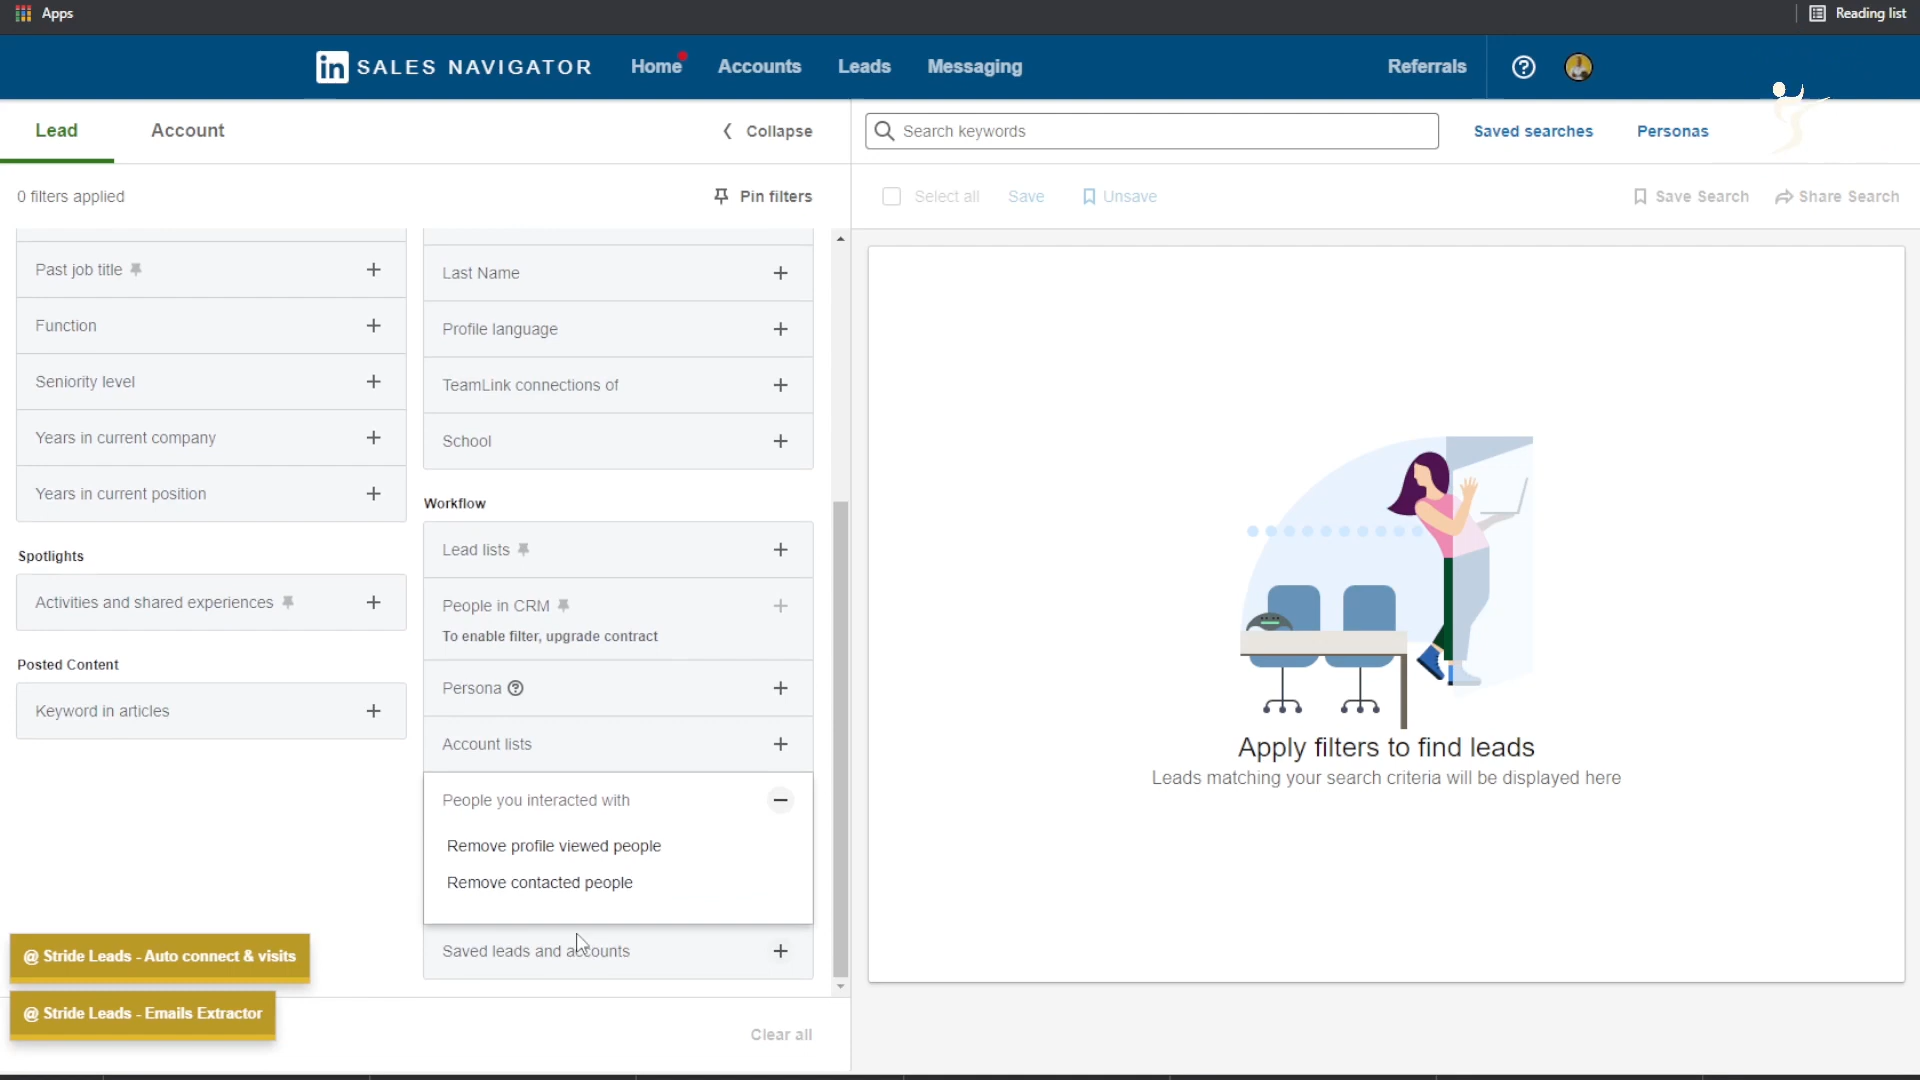 Apps
Reading list
in SALES NAVIGATOR
Home
Accounts
Leads
Messaging
Referrals
Lead
Account
Collapse
Search keywords
Saved searches
Personas
0 filters applied
Pin filters
Select all
Save
Unsave
Save Search
Share Search
Past job title
Function
Seniority level
Years in current company
Years in current position
Spotlights
Activities and shared experiences
Posted Content
Keyword in articles
Last Name
Profile language
TeamLink connections of
School
Workflow
Lead lists
People in CRM
To enable filter, upgrade contract
Persona
Account lists
People you interacted with
Remove profile viewed people
Remove contacted people
Saved leads and accounts
@ Stride Leads - Auto connect & visits
@ Stride Leads - Emails Extractor
Clear all
Apply filters to find leads
Leads matching your search criteria will be displayed here